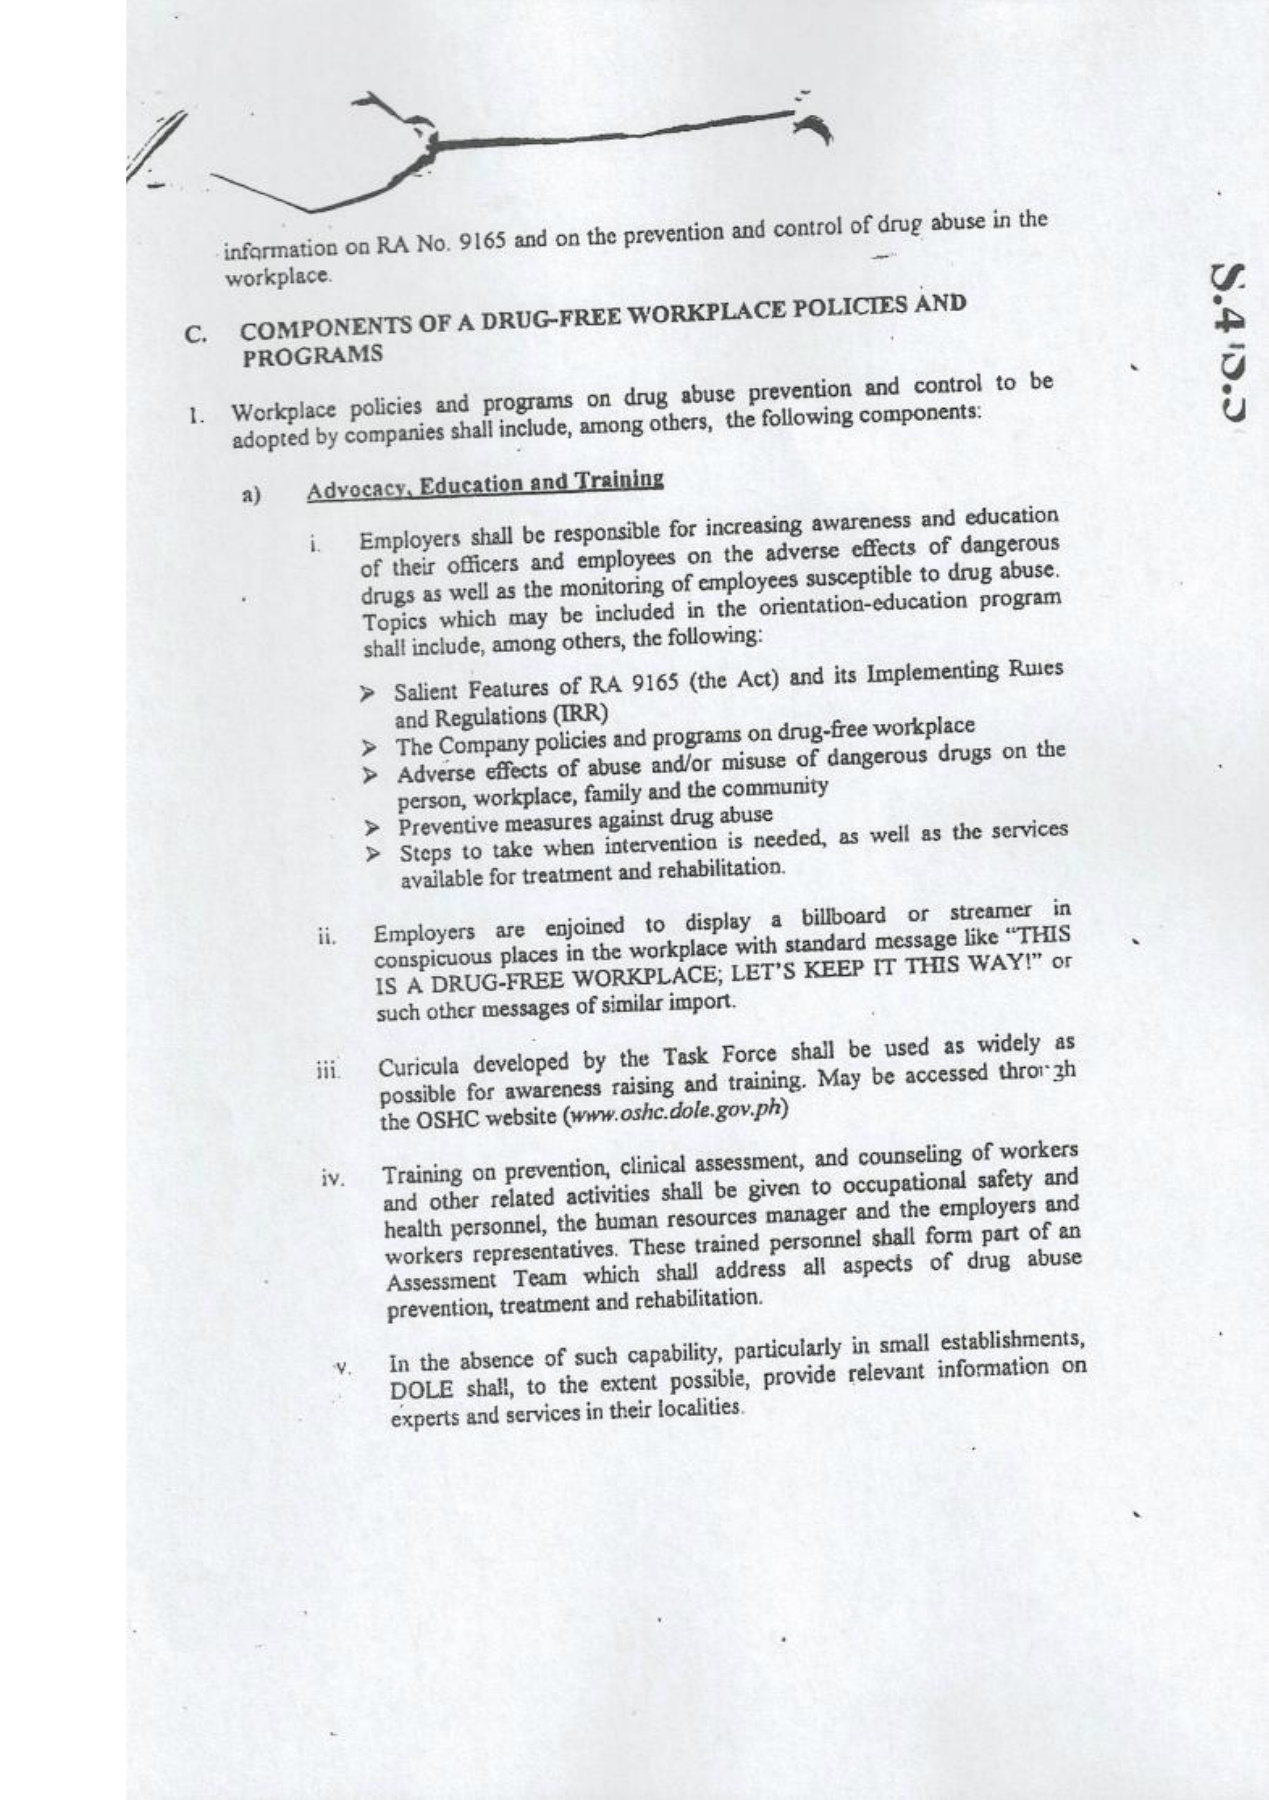 information on RA No. 9165 and on the prevention and control of drug abuse in the
workplace.
C. COMPONENTS OF A DRUG-FREE WORKPLACE POLICIES AND
PROGRAMS
1. Workplace policies and programs on drug abuse prevention and control to be
adopted by companies shall include, among others, the following components:
a) Advocacy, Education and Training
i. Employers shall be responsible for increasing awareness and education
of their officers and employees on the adverse effects of dangerous
drugs as well as the monitoring of employees susceptible to drug abuse.
Topics which may be included in the orientation-education program
shall include, among others, the following:
➢ Salient Features of RA 9165 (the Act) and its Implementing Rules
and Regulations (IRR)
➢ The Company policies and programs on drug-free workplace
➢ Adverse effects of abuse and/or misuse of dangerous drugs on the
person, workplace, family and the community
➢ Preventive measures against drug abuse
➢ Steps to take when intervention is needed, as well as the services
available for treatment and rehabilitation.
ii. Employers are enjoined to display a billboard or streamer in
conspicuous places in the workplace with standard message like “THIS
IS A DRUG-FREE WORKPLACE; LET'S KEEP IT THIS WAY!” or
such other messages of similar import.
iii. Curicula developed by the Task Force shall be used as widely as
possible for awareness raising and training. May be accessed through
the OSHC website (www.oshc.dole.gov.ph)
iv. Training on prevention, clinical assessment, and counseling of workers
and other related activities shall be given to occupational safety and
health personnel, the human resources manager and the employers and
workers representatives. These trained personnel shall form part of an
Assessment Team which shall address all aspects of drug abuse
prevention, treatment and rehabilitation.
v. In the absence of such capability, particularly in small establishments,
DOLE shall, to the extent possible, provide relevant information on
experts and services in their localities.